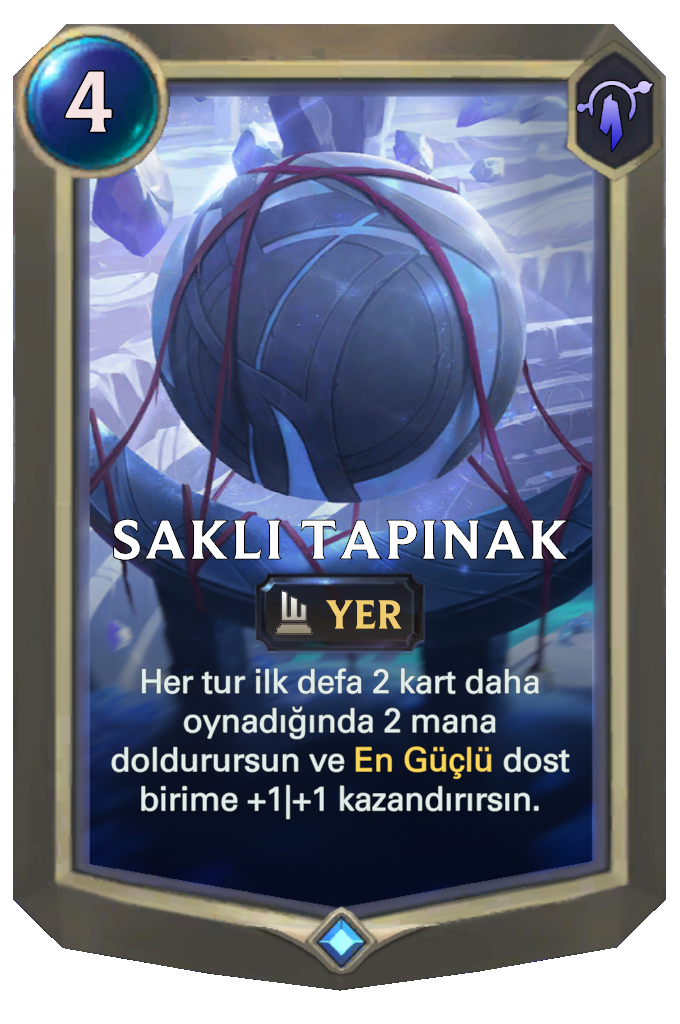 4
SAKLI TAPINAK
YER
Her tur ilk defa 2 kart daha
oynadığında 2 mana
doldurursun ve En Güçlü dost
birime +1|+1 kazandırırsın.